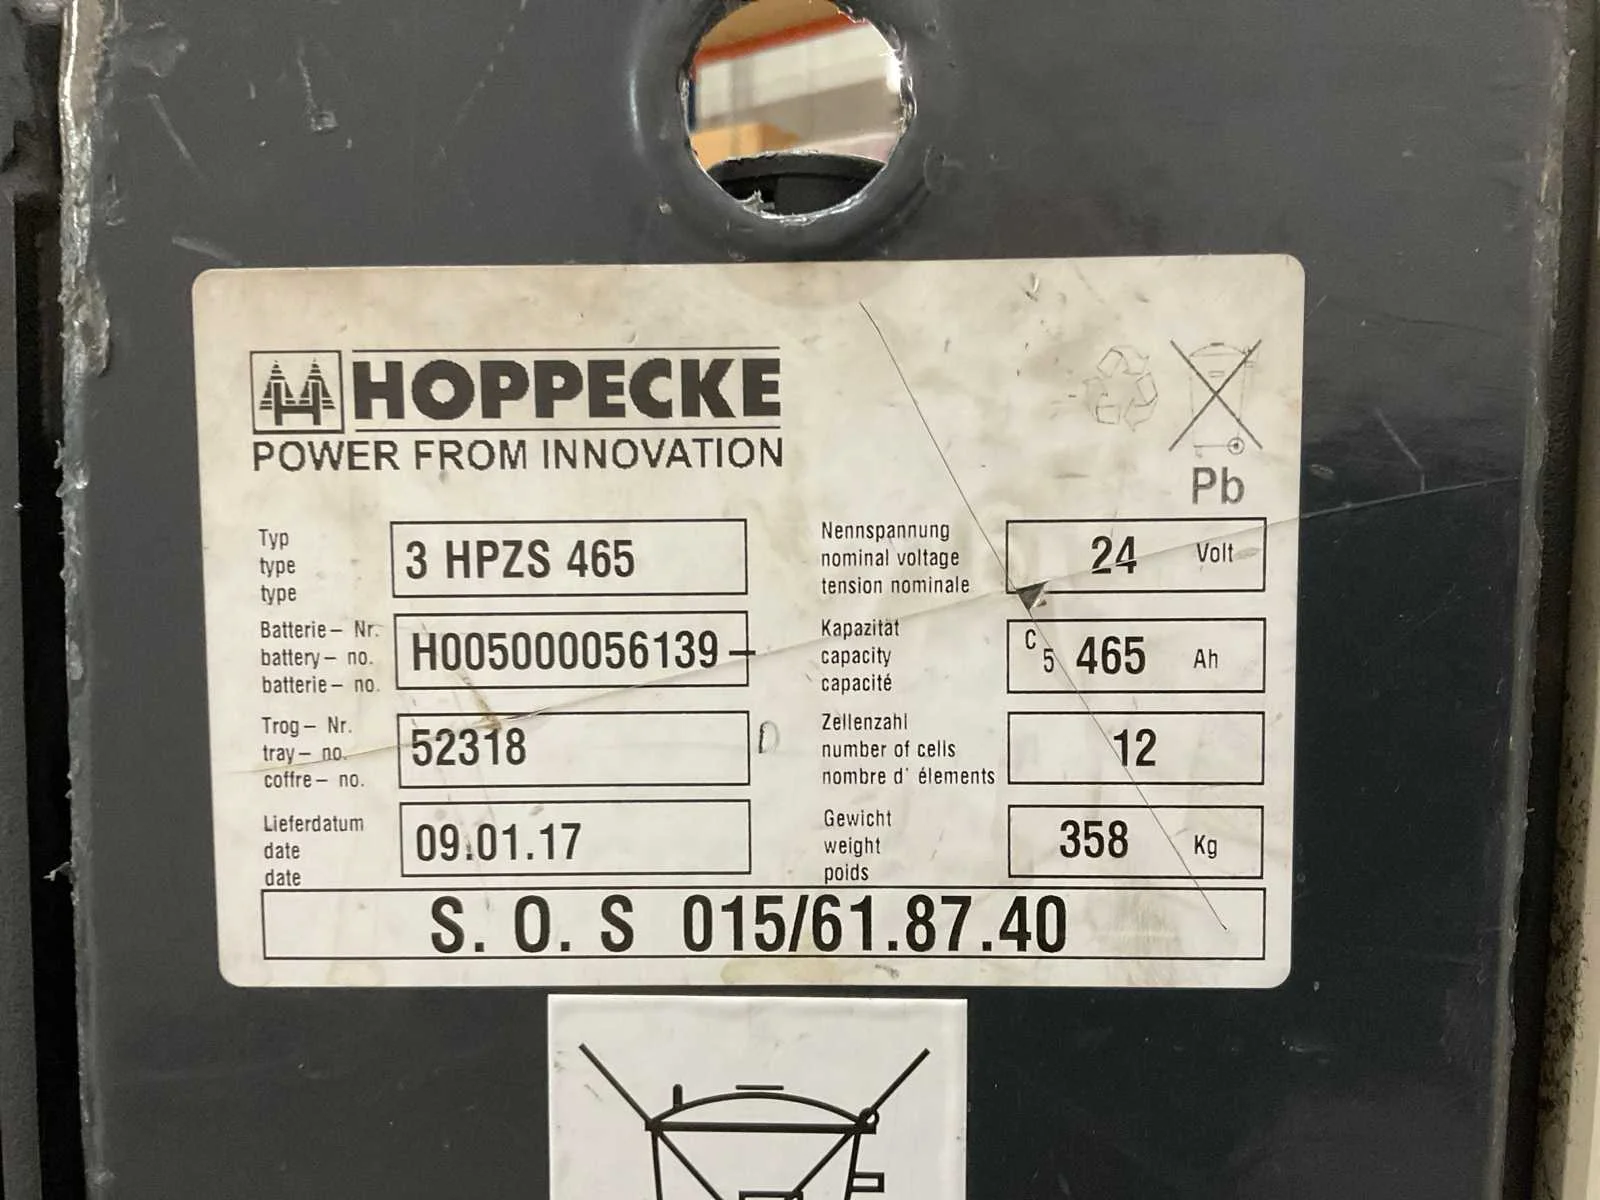 HOPPECKE
POWER FROM INNOVATION
Pb
Typ
type
type
3 HPZS 465
Batterie– Nr.
battery– no.
batterie– no.
H005000056139–
Trog– Nr.
tray– no.
coffre– no.
52318
D
Lieferdatum
date
date
09.01.17
Nennspannung
nominal voltage
tension nominale
24 Volt
Kapazität
capacity
capacité
C5 465 Ah
Zellenzahl
number of cells
nombre d' élements
12
Gewicht
weight
poids
358 Kg
S. O. S 015/61.87.40